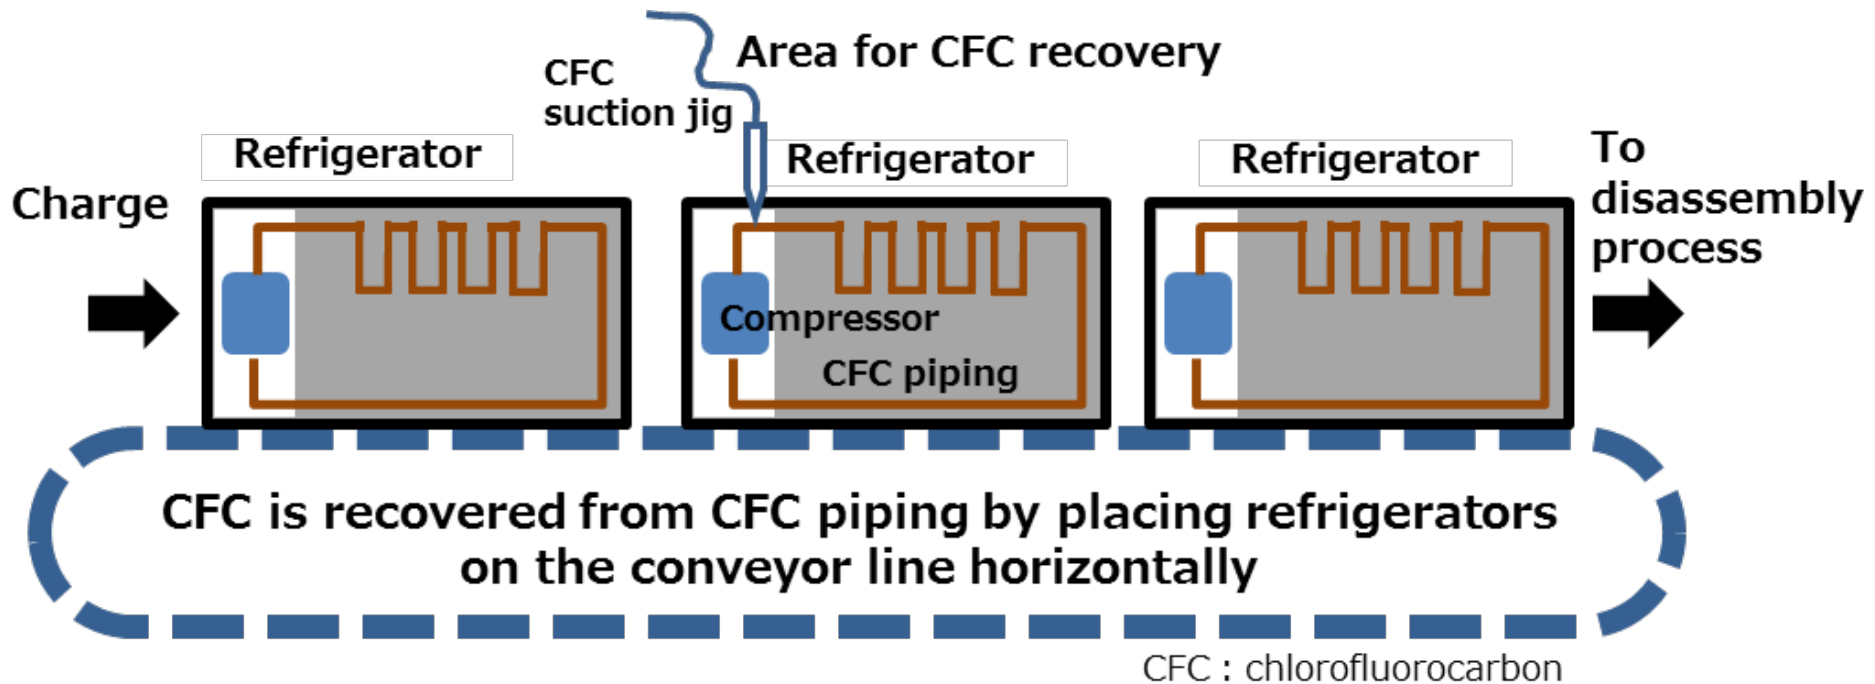 Area for CFC recovery
CFC
suction jig
Refrigerator
Refrigerator
Refrigerator
Charge
To
disassembly
process
Compressor
CFC piping
CFC is recovered from CFC piping by placing refrigerators
on the conveyor line horizontally
CFC : chlorofluorocarbon